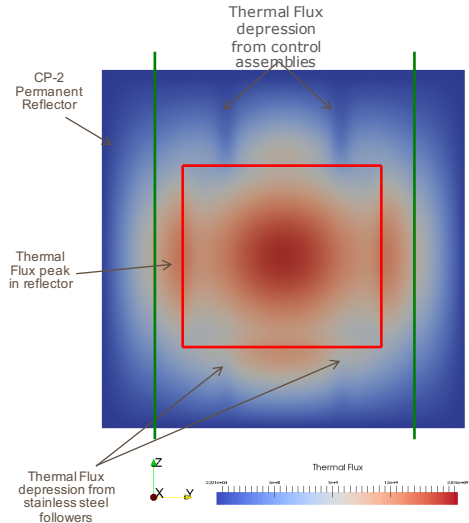 Thermal Flux
depression
from control
assemblies
CP-2
Permanent
Reflector
Thermal
Flux peak
in reflector
Thermal Flux
depression from
stainless steel
followers
Z
X
Y
Thermal Flux